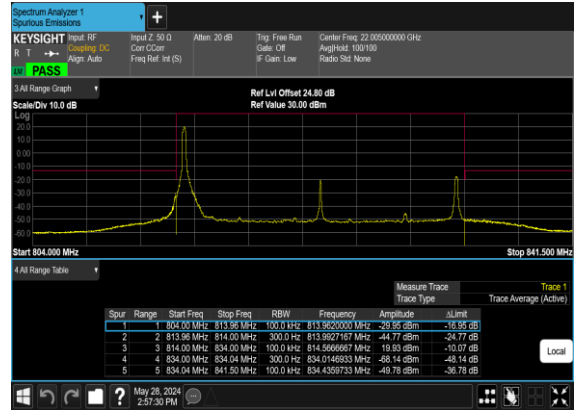 Spectrum Analyzer 1
Spurious Emissions
KEYSIGHT Input: RF Input Z: 50 Ω Atten: 20 dB Trig: Free Run Center Freq: 22.005000000 GHz
R T Coupling: DC Corr CCorr Gate: Off Avg|Hold: 100/100
Align: Auto Freq Ref: Int (S) IF Gain: Low Radio Std: None
LM PASS
3 All Range Graph
Ref Lvl Offset 24.80 dB
Scale/Div 10.0 dB Ref Value 30.00 dBm
Log
20.0
10.0
0.00
-10.0
-20.0
-30.0
-40.0
-50.0
-60.0
Start 804.000 MHz Stop 841.500 MHz
4 All Range Table
Measure Trace Trace 1
Trace Type Trace Average (Active)
Spur Range Start Freq Stop Freq RBW Frequency Amplitude ΔLimit
1 1 804.00 MHz 813.96 MHz 100.0 kHz 813.9620000 MHz -29.95 dBm -16.95 dB
2 2 813.96 MHz 814.00 MHz 300.0 Hz 813.9927167 MHz -44.77 dBm -24.77 dB
3 3 814.00 MHz 834.00 MHz 100.0 kHz 814.5666667 MHz 19.93 dBm -10.07 dB
4 4 834.00 MHz 834.04 MHz 300.0 Hz 834.0146933 MHz -68.14 dBm -48.14 dB
5 5 834.04 MHz 841.50 MHz 100.0 kHz 834.4359733 MHz -49.78 dBm -36.78 dB
Local
May 28, 2024
2:57:30 PM